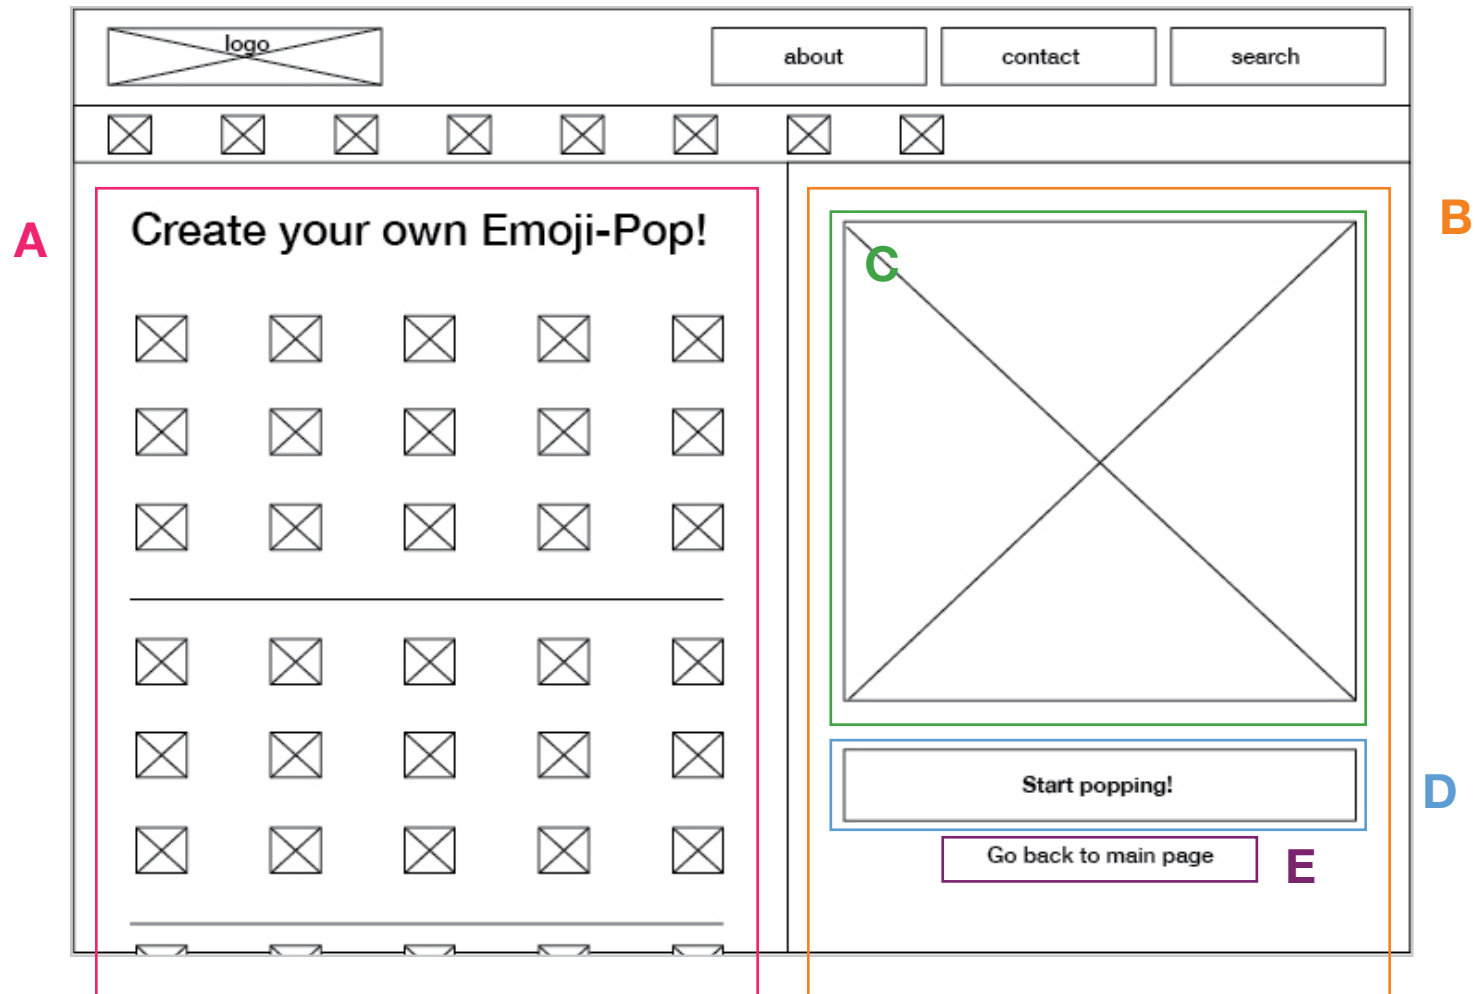 logo
about
contact
search
A
Create your own Emoji-Pop!
B
C
Start popping!
D
Go back to main page
E